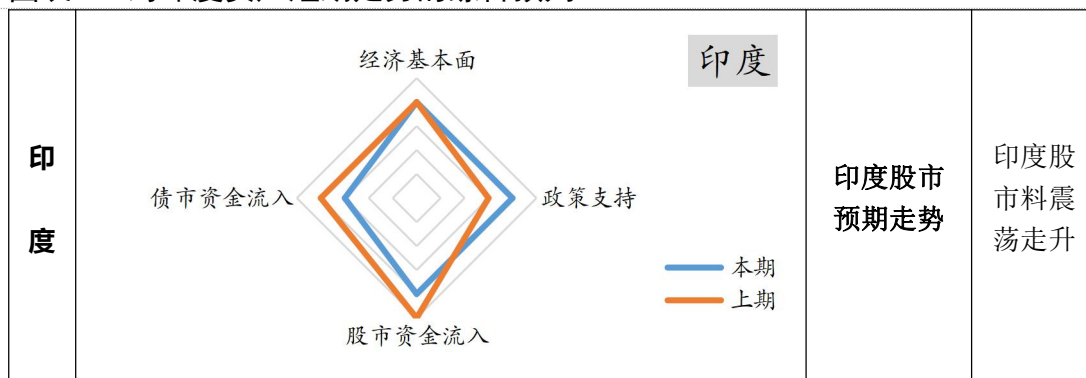 印度
印
度
经济基本面
债市资金流入
政策支持
股市资金流入
本期
上期
印度股市
预期走势
印度股
市料震
荡走升